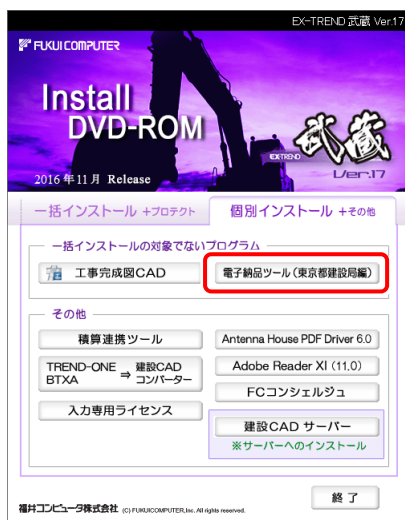 EX-TREND 武蔵 Ver.17
FUKUI COMPUTER
Install
DVD-ROM
2016年11月 Release
EXTREND
武蔵
Ver.17
一括インストール +プロテクト
個別インストール +その他
一括インストールの対象でないプログラム
工事完成図CAD
電子納品ツール(東京都建設局編)
その他
積算連携ツール
Antenna House PDF Driver 6.0
TREND-ONE ⇒ 建設CAD
BTXA コンバーター
Adobe Reader XI (11.0)
FCコンシェルジュ
入力専用ライセンス
建設CAD サーバー
※サーバーへのインストール
終了
福井コンピュータ株式会社 (C) FUKUICOMPUTER,Inc. All rights reserved.